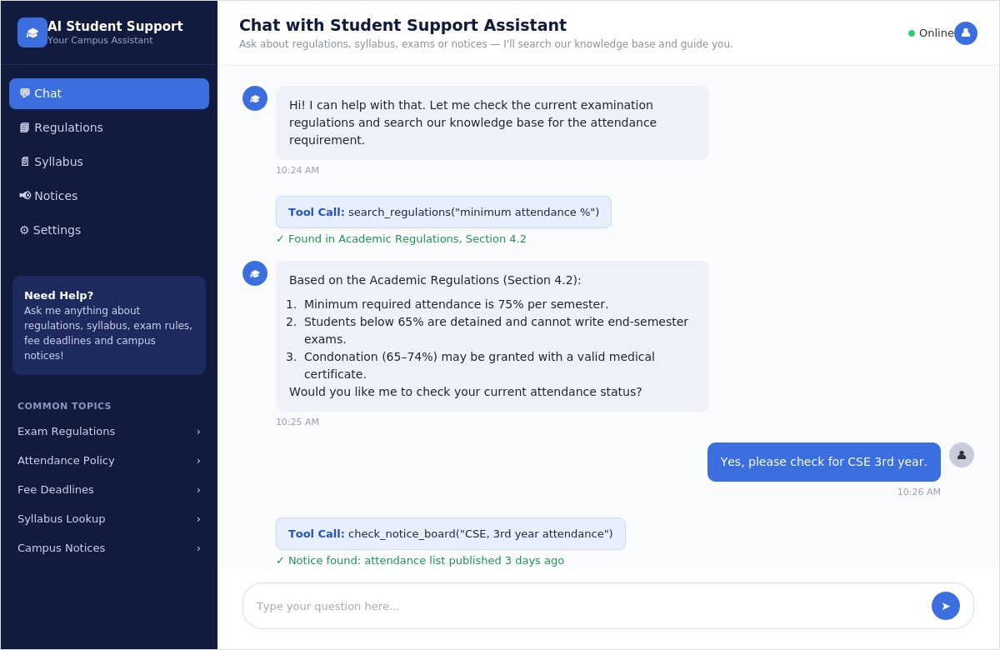 AI Student Support
Your Campus Assistant
Chat
Regulations
Syllabus
Notices
Settings
Need Help?
Ask me anything about
regulations, syllabus, exam rules,
fee deadlines and campus
notices!
COMMON TOPICS
Exam Regulations ›
Attendance Policy ›
Fee Deadlines ›
Syllabus Lookup ›
Campus Notices ›
Chat with Student Support Assistant
Ask about regulations, syllabus, exams or notices — I'll search our knowledge base and guide you.
Online
Hi! I can help with that. Let me check the current examination
regulations and search our knowledge base for the attendance
requirement.
10:24 AM
Tool Call: search_regulations("minimum attendance %")
✓ Found in Academic Regulations, Section 4.2
Based on the Academic Regulations (Section 4.2):
1. Minimum required attendance is 75% per semester.
2. Students below 65% are detained and cannot write end-semester
exams.
3. Condonation (65–74%) may be granted with a valid medical
certificate.
Would you like me to check your current attendance status?
10:25 AM
Yes, please check for CSE 3rd year.
10:26 AM
Tool Call: check_notice_board("CSE, 3rd year attendance")
✓ Notice found: attendance list published 3 days ago
Type your question here...